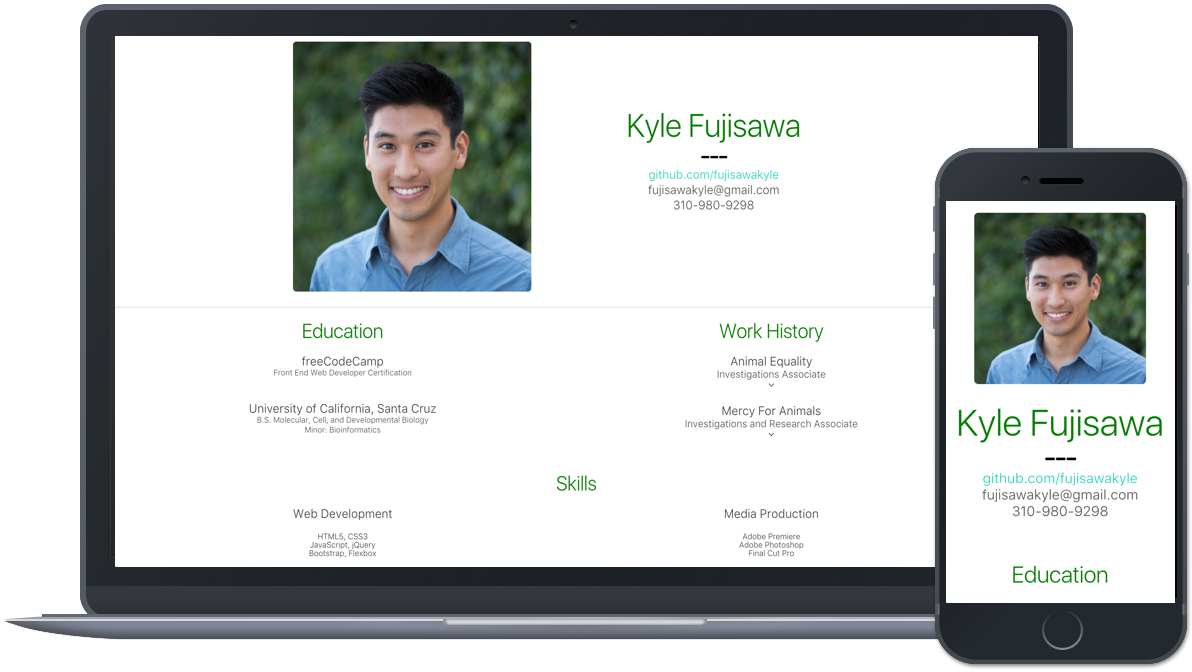 Kyle Fujisawa
---
github.com/fujisawakyle
fujisawakyle@gmail.com
310-980-9298
Education
freeCodeCamp
Front End Web Developer Certification
University of California, Santa Cruz
B.S. Molecular, Cell, and Developmental Biology
Minor: Bioinformatics
Work History
Animal Equality
Investigations Associate
Mercy For Animals
Investigations and Research Associate
Skills
Web Development
HTML5, CSS3
JavaScript, jQuery
Bootstrap, Flexbox
Media Production
Adobe Premiere
Adobe Photoshop
Final Cut Pro
Kyle Fujisawa
---
github.com/fujisawakyle
fujisawakyle@gmail.com
310-980-9298
Education